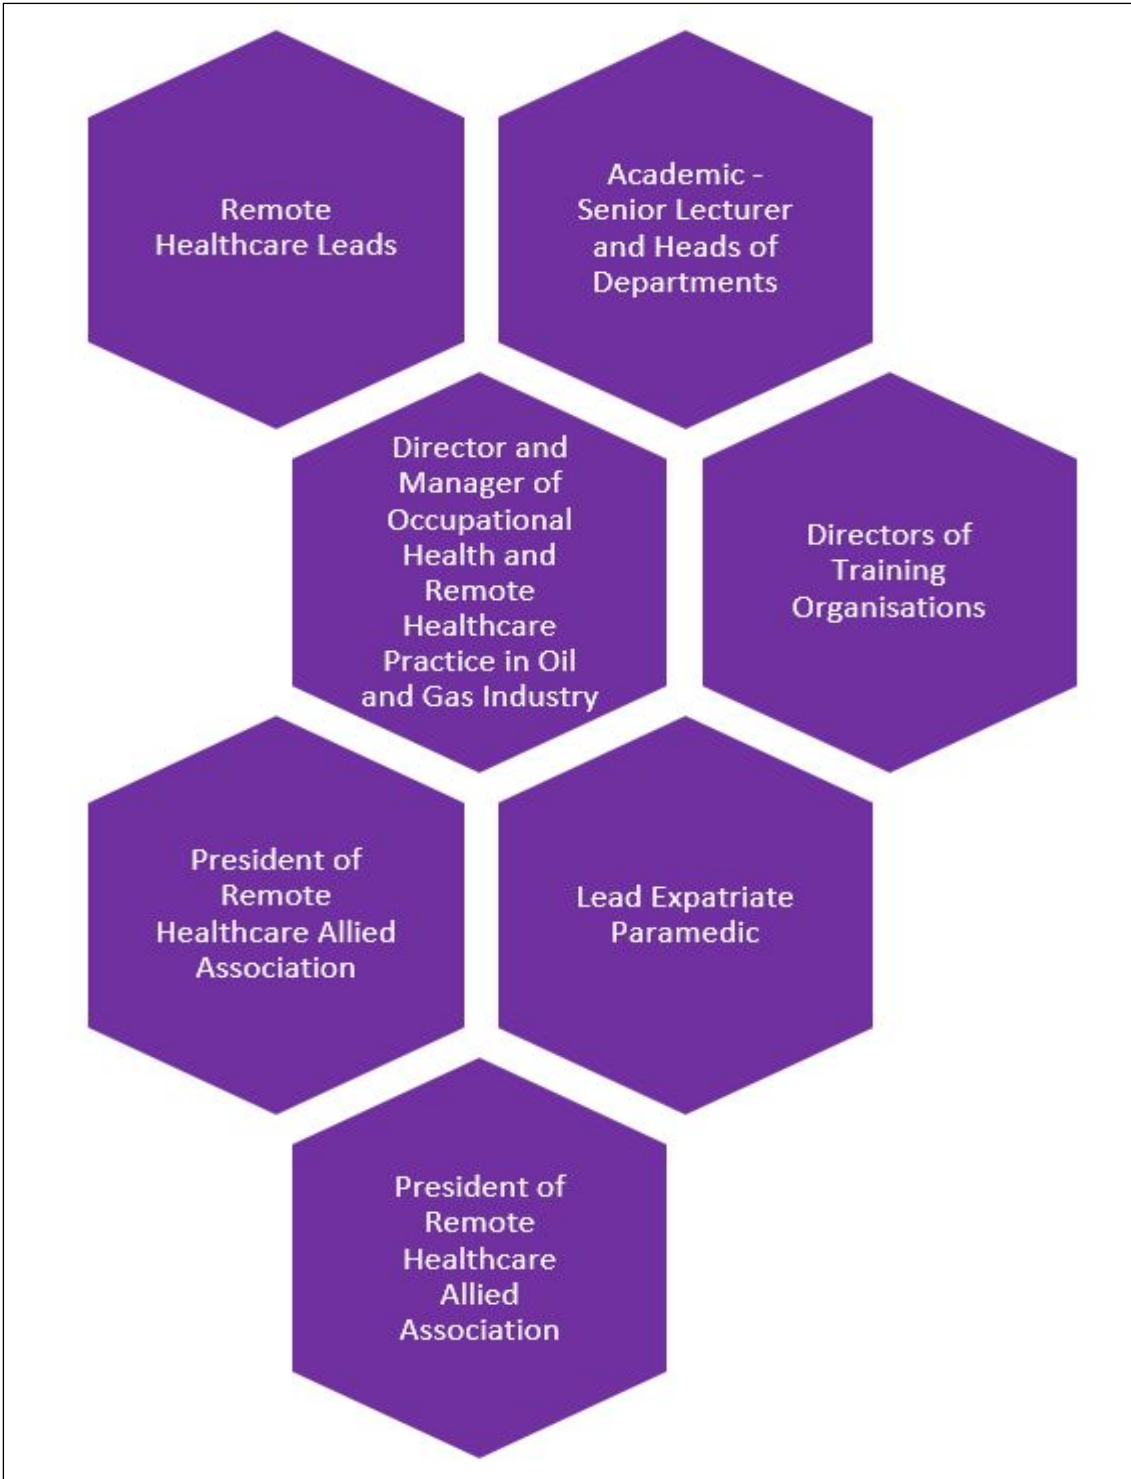 Remote
Healthcare Leads
Academic -
Senior Lecturer
and Heads of
Departments
Director and
Manager of
Occupational
Health and
Remote
Healthcare
Practice in Oil
and Gas Industry
Directors of
Training
Organisations
President of
Remote
Healthcare Allied
Association
Lead Expatriate
Paramedic
President of
Remote
Healthcare
Allied
Association